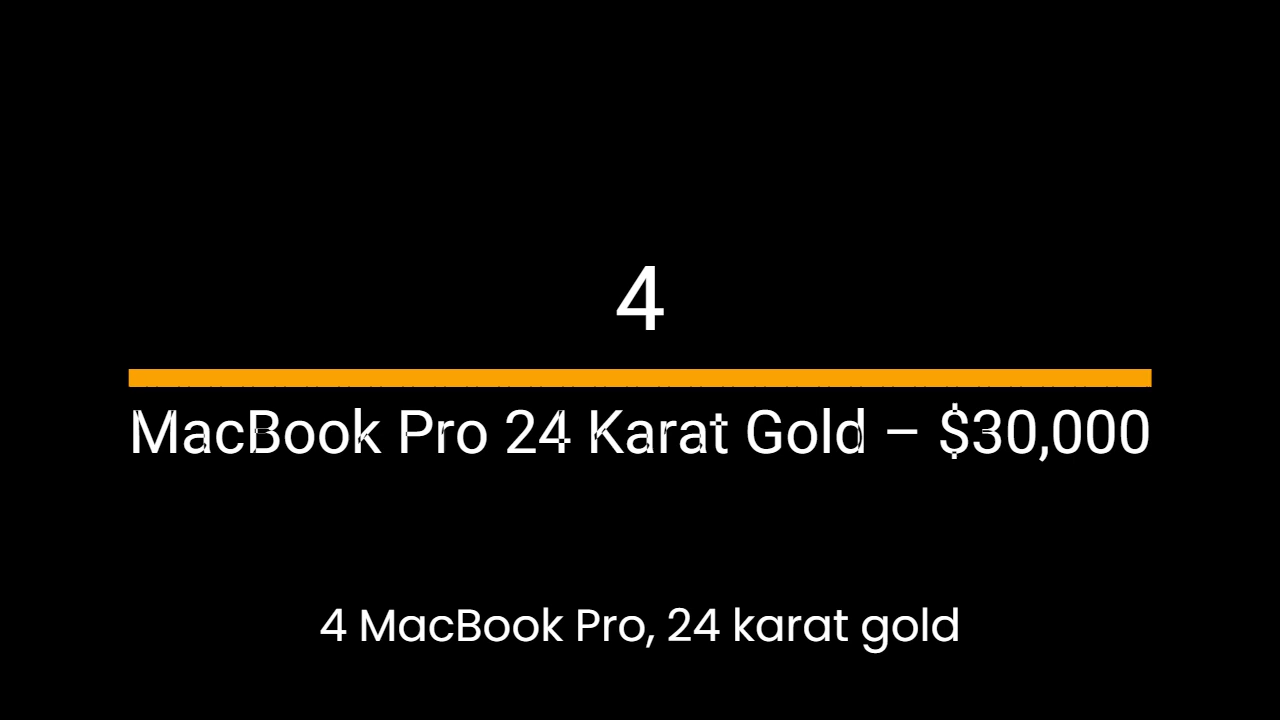 4
MacBook Pro 24 Karat Gold – $30,000
4 MacBook Pro, 24 karat gold